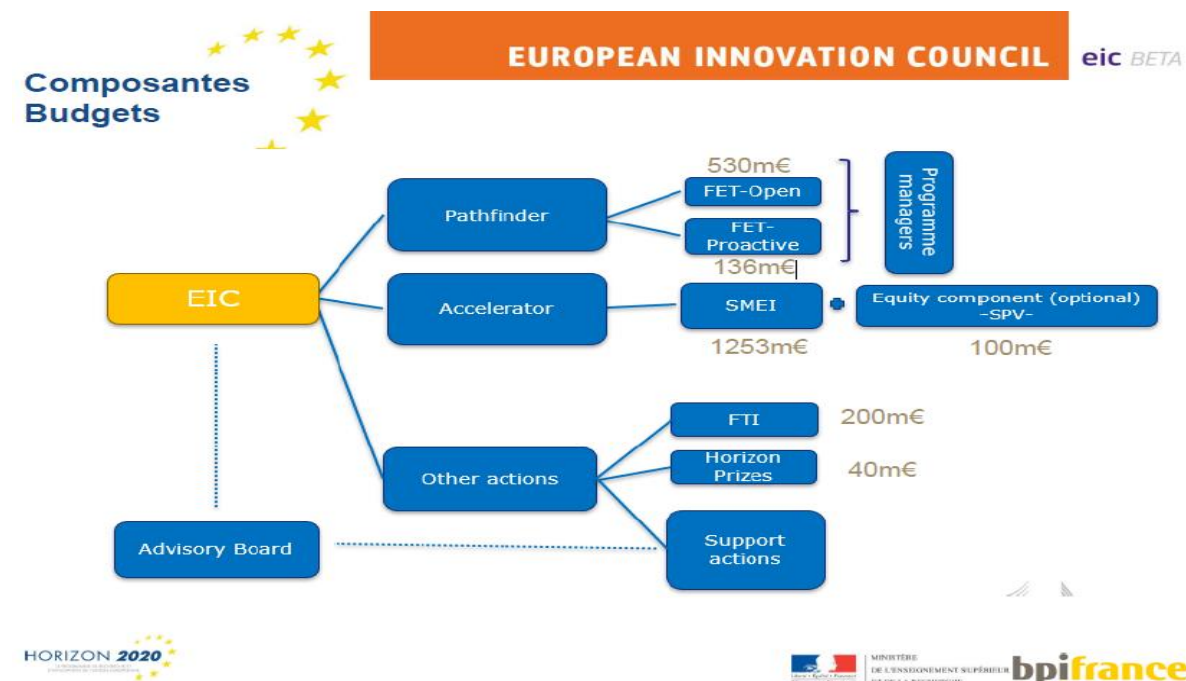 EUROPEAN INNOVATION COUNCIL
eic BETA
Composantes
Budgets
530m€
FET-Open
Pathfinder
FET-
Proactive
136m€
Programme
managers
EIC
Accelerator
SMEI
Equity component (optional)
-SPV-
1253m€
100m€
FTI
200m€
Other actions
Horizon
Prizes
40m€
Advisory Board
Support
actions
HORIZON 2020
MINISTÈRE
DE L'ENSEIGNEMENT SUPÉRIEUR
bpifrance